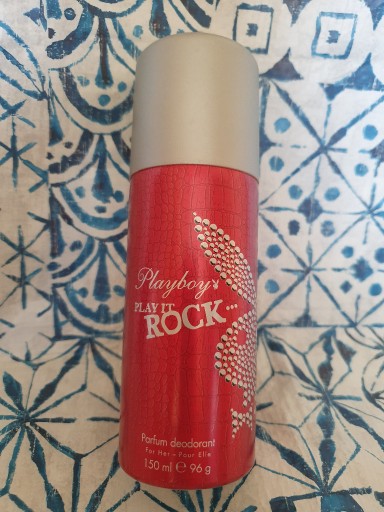 Playboy
PLAY IT
ROCK...
Parfum deodorant
For Her - Pour Elle
150 ml e 96 g